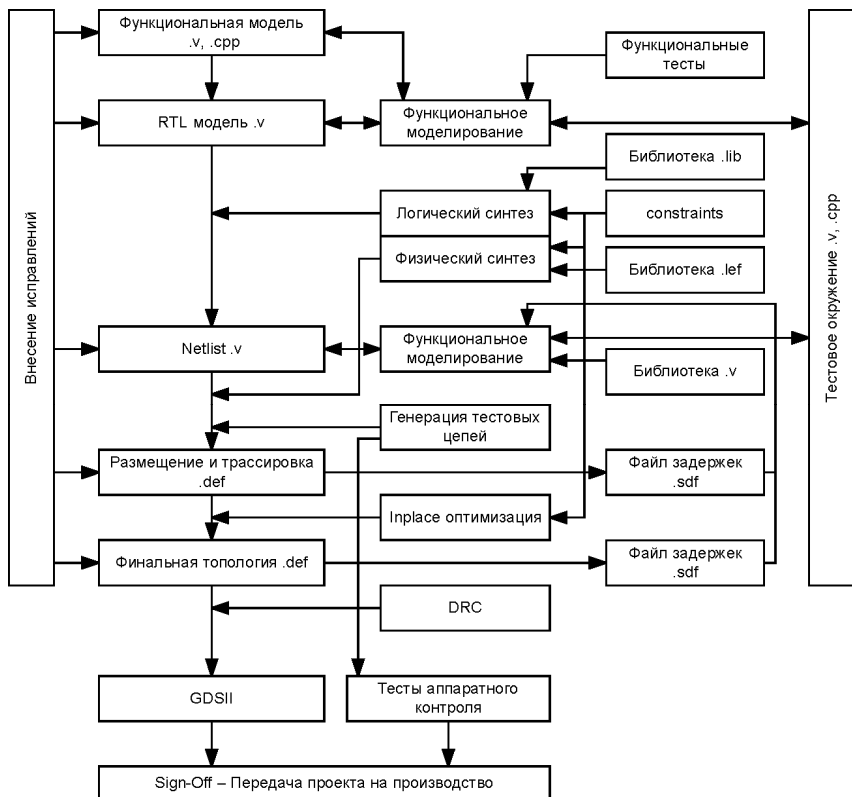 Функциональная модель
.v, .cpp
Функциональные
тесты
RTL модель .v
Функциональное
моделирование
Библиотека .lib
Логический синтез
constraints
Физический синтез
Библиотека .lef
Внесение исправлений
Тестовое окружение .v, .cpp
Netlist .v
Функциональное
моделирование
Библиотека .v
Генерация тестовых
цепей
Размещение и трассировка
.def
Файл задержек
.sdf
Inplace оптимизация
Финальная топология .def
Файл задержек
.sdf
DRC
GDSII
Тесты аппаратного
контроля
Sign-Off – Передача проекта на производство